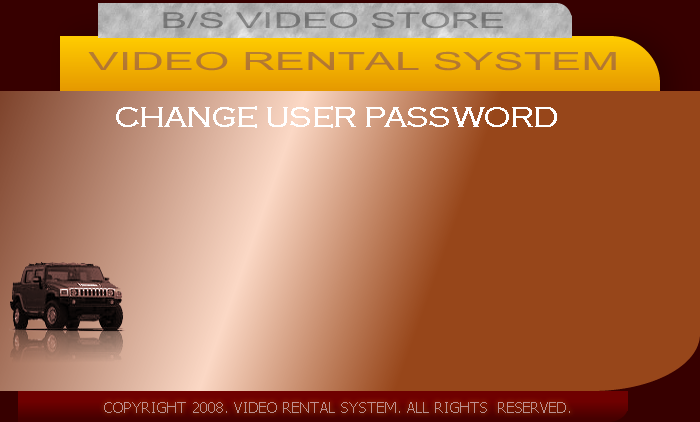 B/S VIDEO STORE
VIDEO RENTAL SYSTEM
CHANGE USER PASSWORD
COPYRIGHT 2008. VIDEO RENTAL SYSTEM. ALL RIGHTS RESERVED.